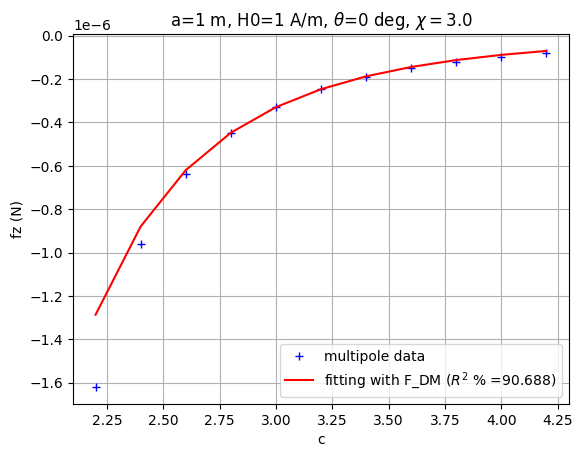 a=1 m, H0=1 A/m, θ=0 deg, χ = 3.0
1e−6
0.0
−0.2
−0.4
−0.6
−0.8
−1.0
−1.2
−1.4
−1.6
fz (N)
multipole data
fitting with F_DM (R² % =90.688)
2.25 2.50 2.75 3.00 3.25 3.50 3.75 4.00 4.25
c